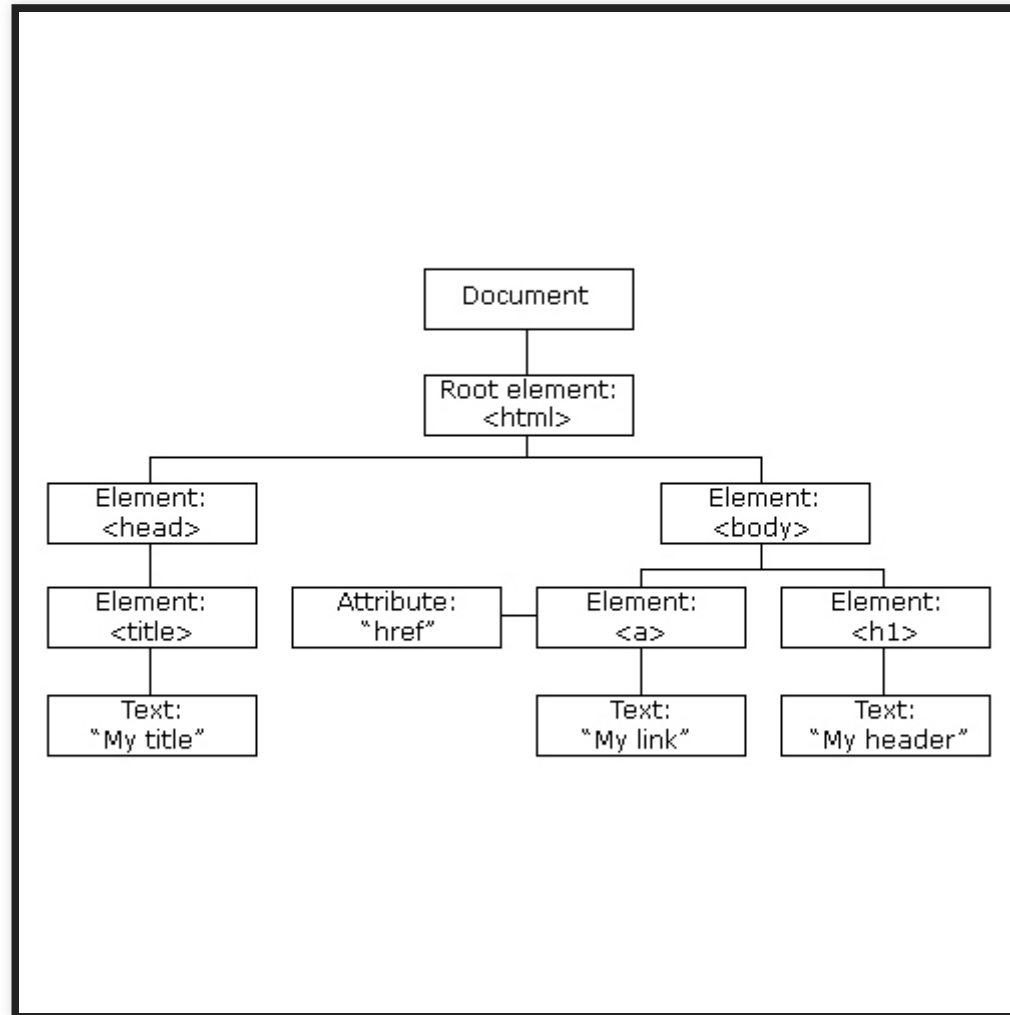 Document
Root element:
<html>
Element:
<head>
Element:
<body>
Element:
<title>
Attribute:
“href”
Element:
<a>
Element:
<h1>
Text:
“My title”
Text:
“My link”
Text:
“My header”